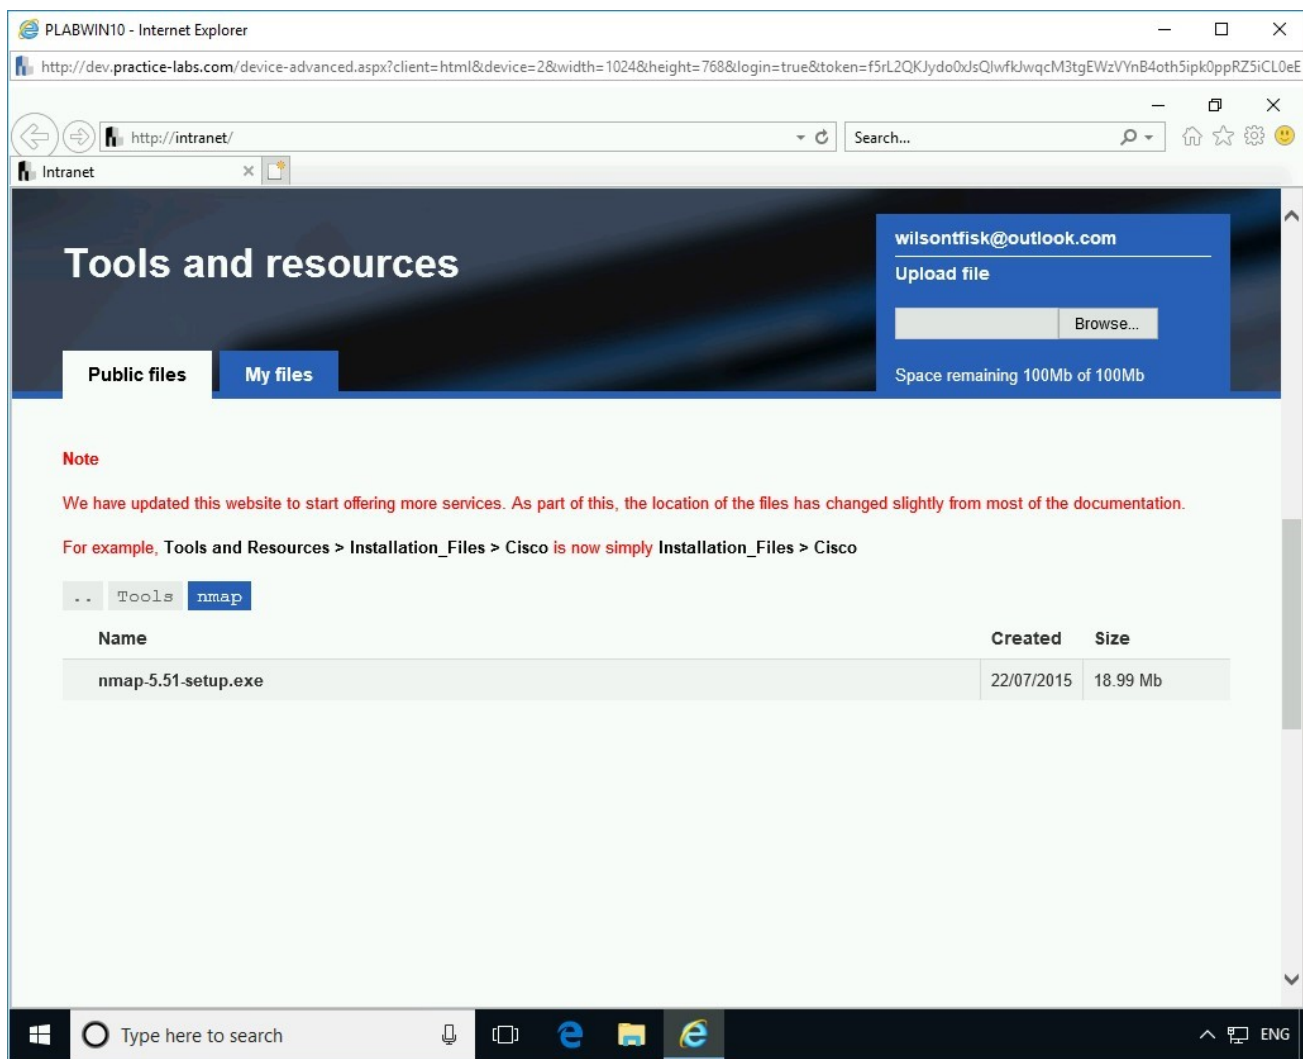 PLABWIN10 - Internet Explorer
http://dev.practice-labs.com/device-advanced.aspx?client=html&device=2&width=1024&height=768&login=true&token=f5rL2QKJydo0xJsQlwfkJwqcM3tgEWzVYnB4oth5ipk0ppRZ5iCL0eE
http://intranet/
Search...
Intranet
Tools and resources
wilsontfisk@outlook.com
Upload file
Browse...
Space remaining 100Mb of 100Mb
Public files
My files
Note
We have updated this website to start offering more services. As part of this, the location of the files has changed slightly from most of the documentation.
For example, Tools and Resources > Installation_Files > Cisco is now simply Installation_Files > Cisco
.. Tools nmap
Name Created Size
nmap-5.51-setup.exe 22/07/2015 18.99 Mb
Type here to search
ENG